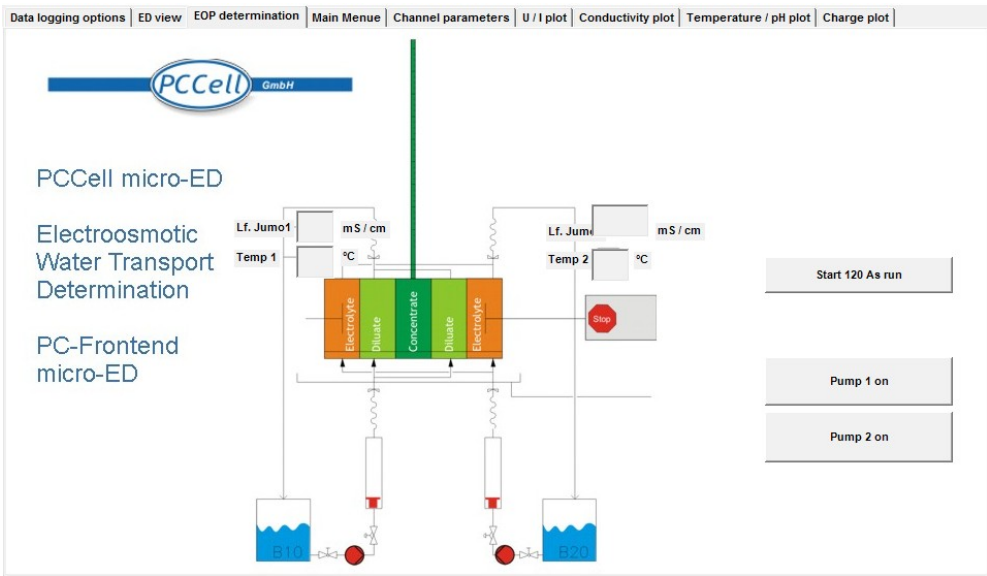 Data logging options
ED view
EOP determination
Main Menue
Channel parameters
U / I plot
Conductivity plot
Temperature / pH plot
Charge plot
PCCell GmbH
PCCell micro-ED
Electroosmotic
Water Transport
Determination
PC-Frontend
micro-ED
Lf. Jumo1
mS / cm
Temp 1
°C
Lf. Jum
mS / cm
Temp 2
°C
Electrolyte
Diluate
Concentrate
Diluate
Electrolyte
Stop
Start 120 As run
Pump 1 on
Pump 2 on
B10
B20